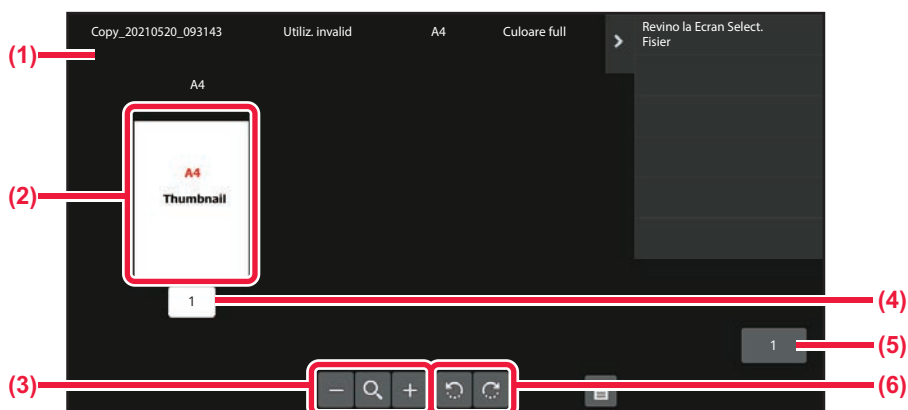 Copy_20210520_093143 Utiliz. invalid A4 Culoare full
Revino la Ecran Select.
Fisier
(1)
A4
(2)
A4
Thumbnail
1
(4)
1
(5)
(3)
(6)